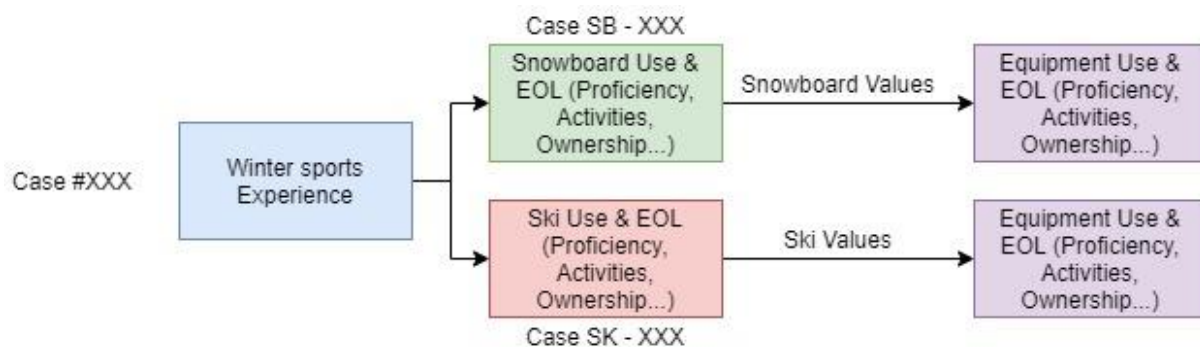 Case SB - XXX
Snowboard Use &
EOL (Proficiency,
Activities,
Ownership...)
Snowboard Values
Equipment Use &
EOL (Proficiency,
Activities,
Ownership...)
Case #XXX
Winter sports
Experience
Ski Use & EOL
(Proficiency,
Activities,
Ownership...)
Ski Values
Equipment Use &
EOL (Proficiency,
Activities,
Ownership...)
Case SK - XXX